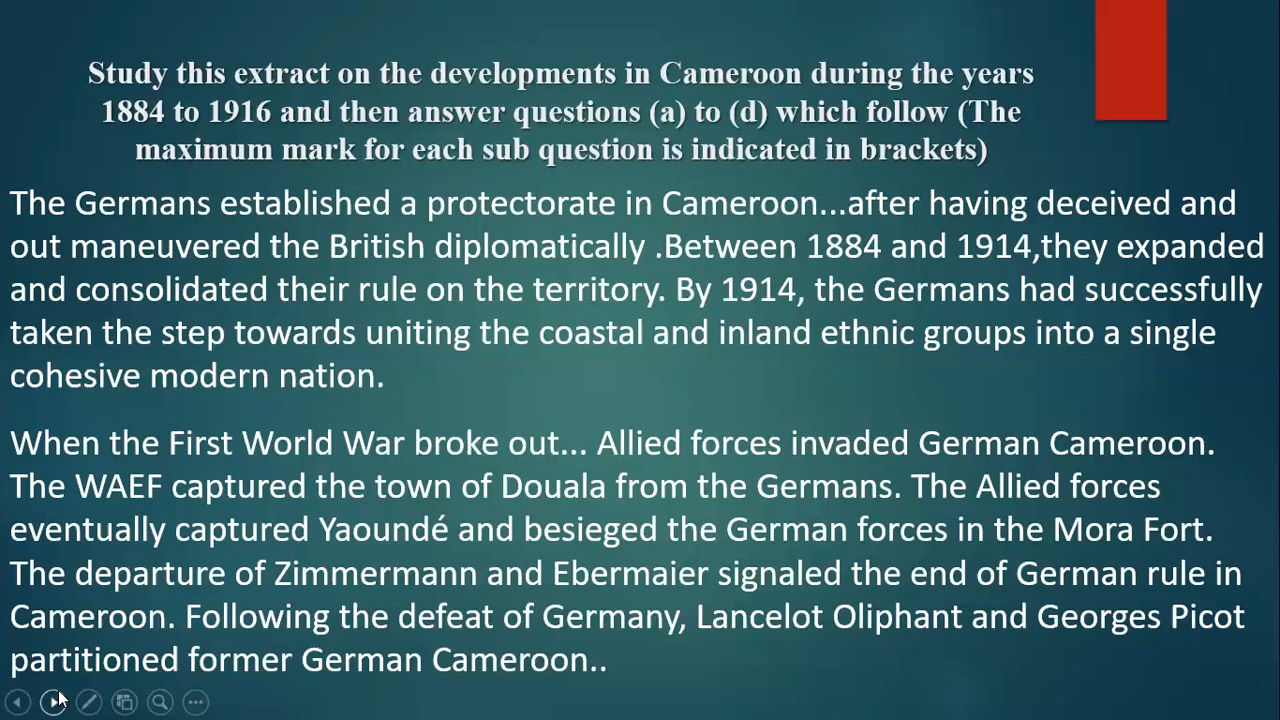 Study this extract on the developments in Cameroon during the years
1884 to 1916 and then answer questions (a) to (d) which follow (The
maximum mark for each sub question is indicated in brackets)
The Germans established a protectorate in Cameroon...after having deceived and
out maneuvered the British diplomatically .Between 1884 and 1914,they expanded
and consolidated their rule on the territory. By 1914, the Germans had successfully
taken the step towards uniting the coastal and inland ethnic groups into a single
cohesive modern nation.
When the First World War broke out... Allied forces invaded German Cameroon.
The WAEF captured the town of Douala from the Germans. The Allied forces
eventually captured Yaoundé and besieged the German forces in the Mora Fort.
The departure of Zimmermann and Ebermaier signaled the end of German rule in
Cameroon. Following the defeat of Germany, Lancelot Oliphant and Georges Picot
partitioned former German Cameroon..